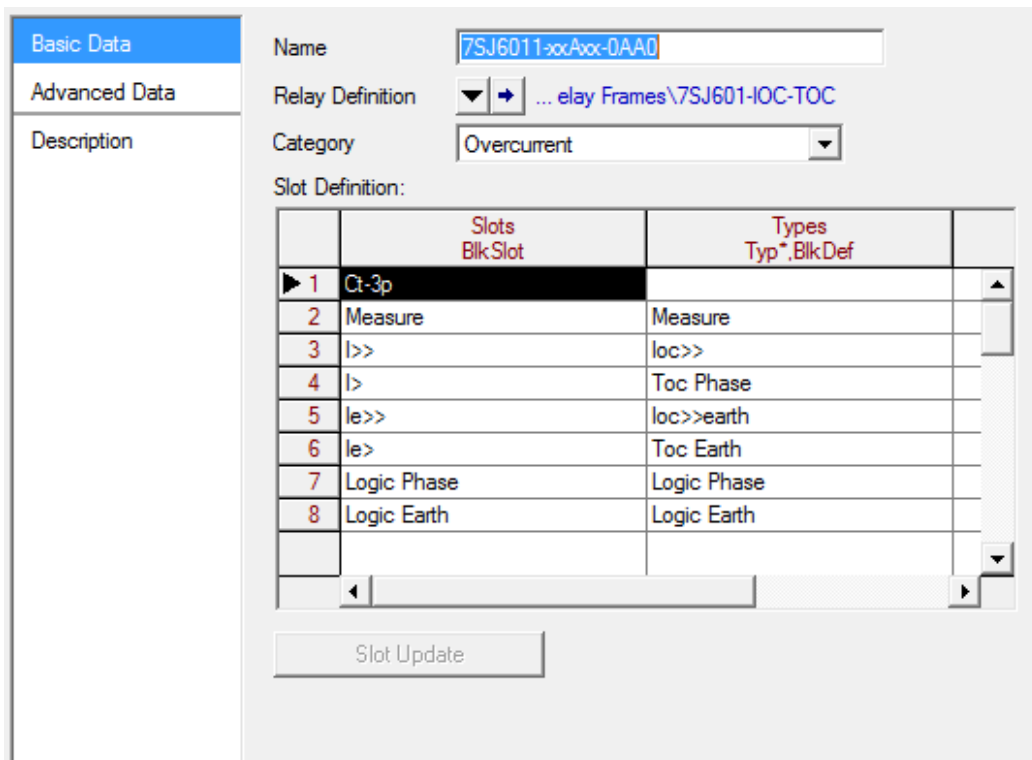 Basic Data
Advanced Data
Description
Name 7SJ6011-xxAxx-0AA0
Relay Definition ... elay Frames\7SJ601-IOC-TOC
Category Overcurrent
Slot Definition:
Slots Types
BlkSlot Typ*,BlkDef
1 Ct-3p
2 Measure Measure
3 I>> Ioc>>
4 I> Toc Phase
5 Ie>> Ioc>>earth
6 Ie> Toc Earth
7 Logic Phase Logic Phase
8 Logic Earth Logic Earth
Slot Update